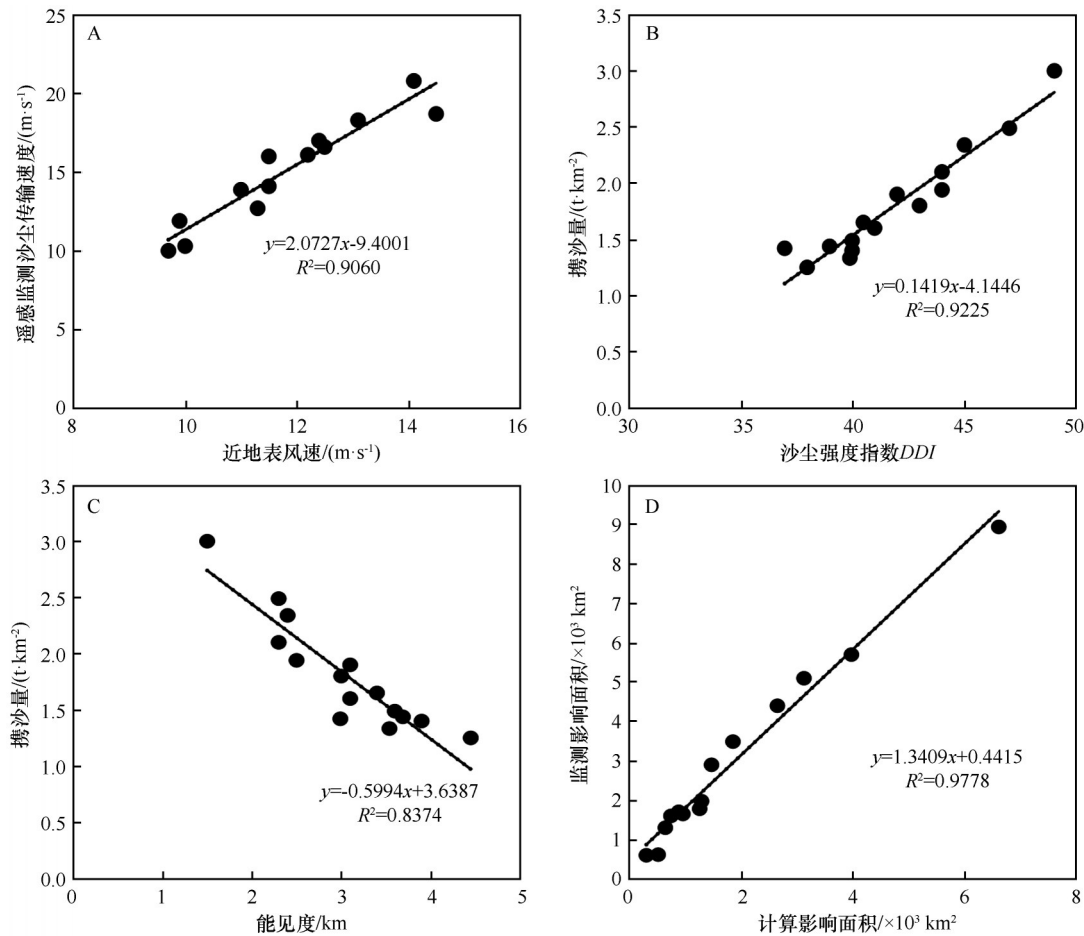 A
25
20
15
10
5
0
8
10
12
14
16
遥感监测沙尘传输速度/(m·s⁻¹)
y=2.0727x-9.4001
R²=0.9060
近地表风速/(m·s⁻¹)
B
3.5
3.0
2.5
2.0
1.5
1.0
0.5
0.0
30
35
40
45
50
携沙量/(t·km⁻²)
y=0.1419x-4.1446
R²=0.9225
沙尘强度指数DDI
C
3.5
3.0
2.5
2.0
1.5
1.0
0.5
0.0
0
1
2
3
4
5
携沙量/(t·km⁻²)
y=-0.5994x+3.6387
R²=0.8374
能见度/km
D
10
9
8
7
6
5
4
3
2
1
0
0
2
4
6
8
监测影响面积/×10³ km²
y=1.3409x+0.4415
R²=0.9778
计算影响面积/×10³ km²